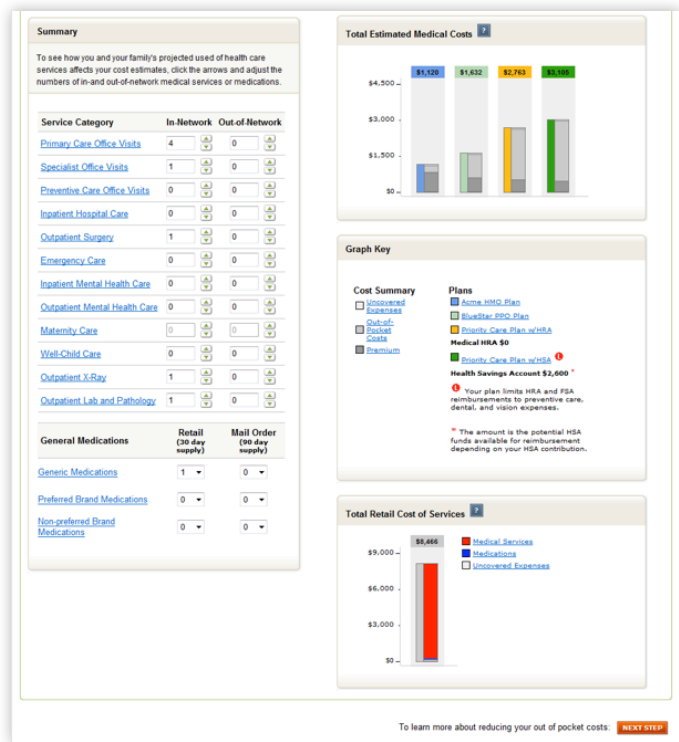 Summary
To see how you and your family's projected used of health care
services affects your cost estimates, click the arrows and adjust the
numbers of in-and out-of-network medical services or medications.
Service Category In-Network Out-of-Network
Primary Care Office Visits 4 0
Specialist Office Visits 1 0
Preventive Care Office Visits 0 0
Inpatient Hospital Care 0 0
Outpatient Surgery 1 0
Emergency Care 0 0
Inpatient Mental Health Care 0 0
Outpatient Mental Health Care 0 0
Maternity Care 0 0
Well-Child Care 0 0
Outpatient X-Ray 1 0
Outpatient Lab and Pathology 1 0
General Medications
Retail
(30 day
supply)
Mail Order
(90 day
supply)
Generic Medications 1 0
Preferred Brand Medications 0 0
Non-preferred Brand
Medications 0 0
Total Estimated Medical Costs ?
$1,120 $1,632 $2,763 $3,105
$4,500
$3,000
$1,500
$0
Graph Key
Cost Summary
Uncovered
Expenses
Out-of-
Pocket
Costs
Premium
Plans
Acme HMO Plan
BlueStar PPO Plan
Priority Care Plan w/HRA
Medical HRA $0
Priority Care Plan w/HSA !
Health Savings Account $2,600 *
! Your plan limits HRA and FSA
reimbursements to preventive care,
dental, and vision expenses.
* The amount is the potential HSA
funds available for reimbursement
depending on your HSA contribution.
Total Retail Cost of Services ?
$8,466
$9,000
$6,000
$3,000
$0
Medical Services
Medications
Uncovered Expenses
To learn more about reducing your out of pocket costs: NEXT STEP